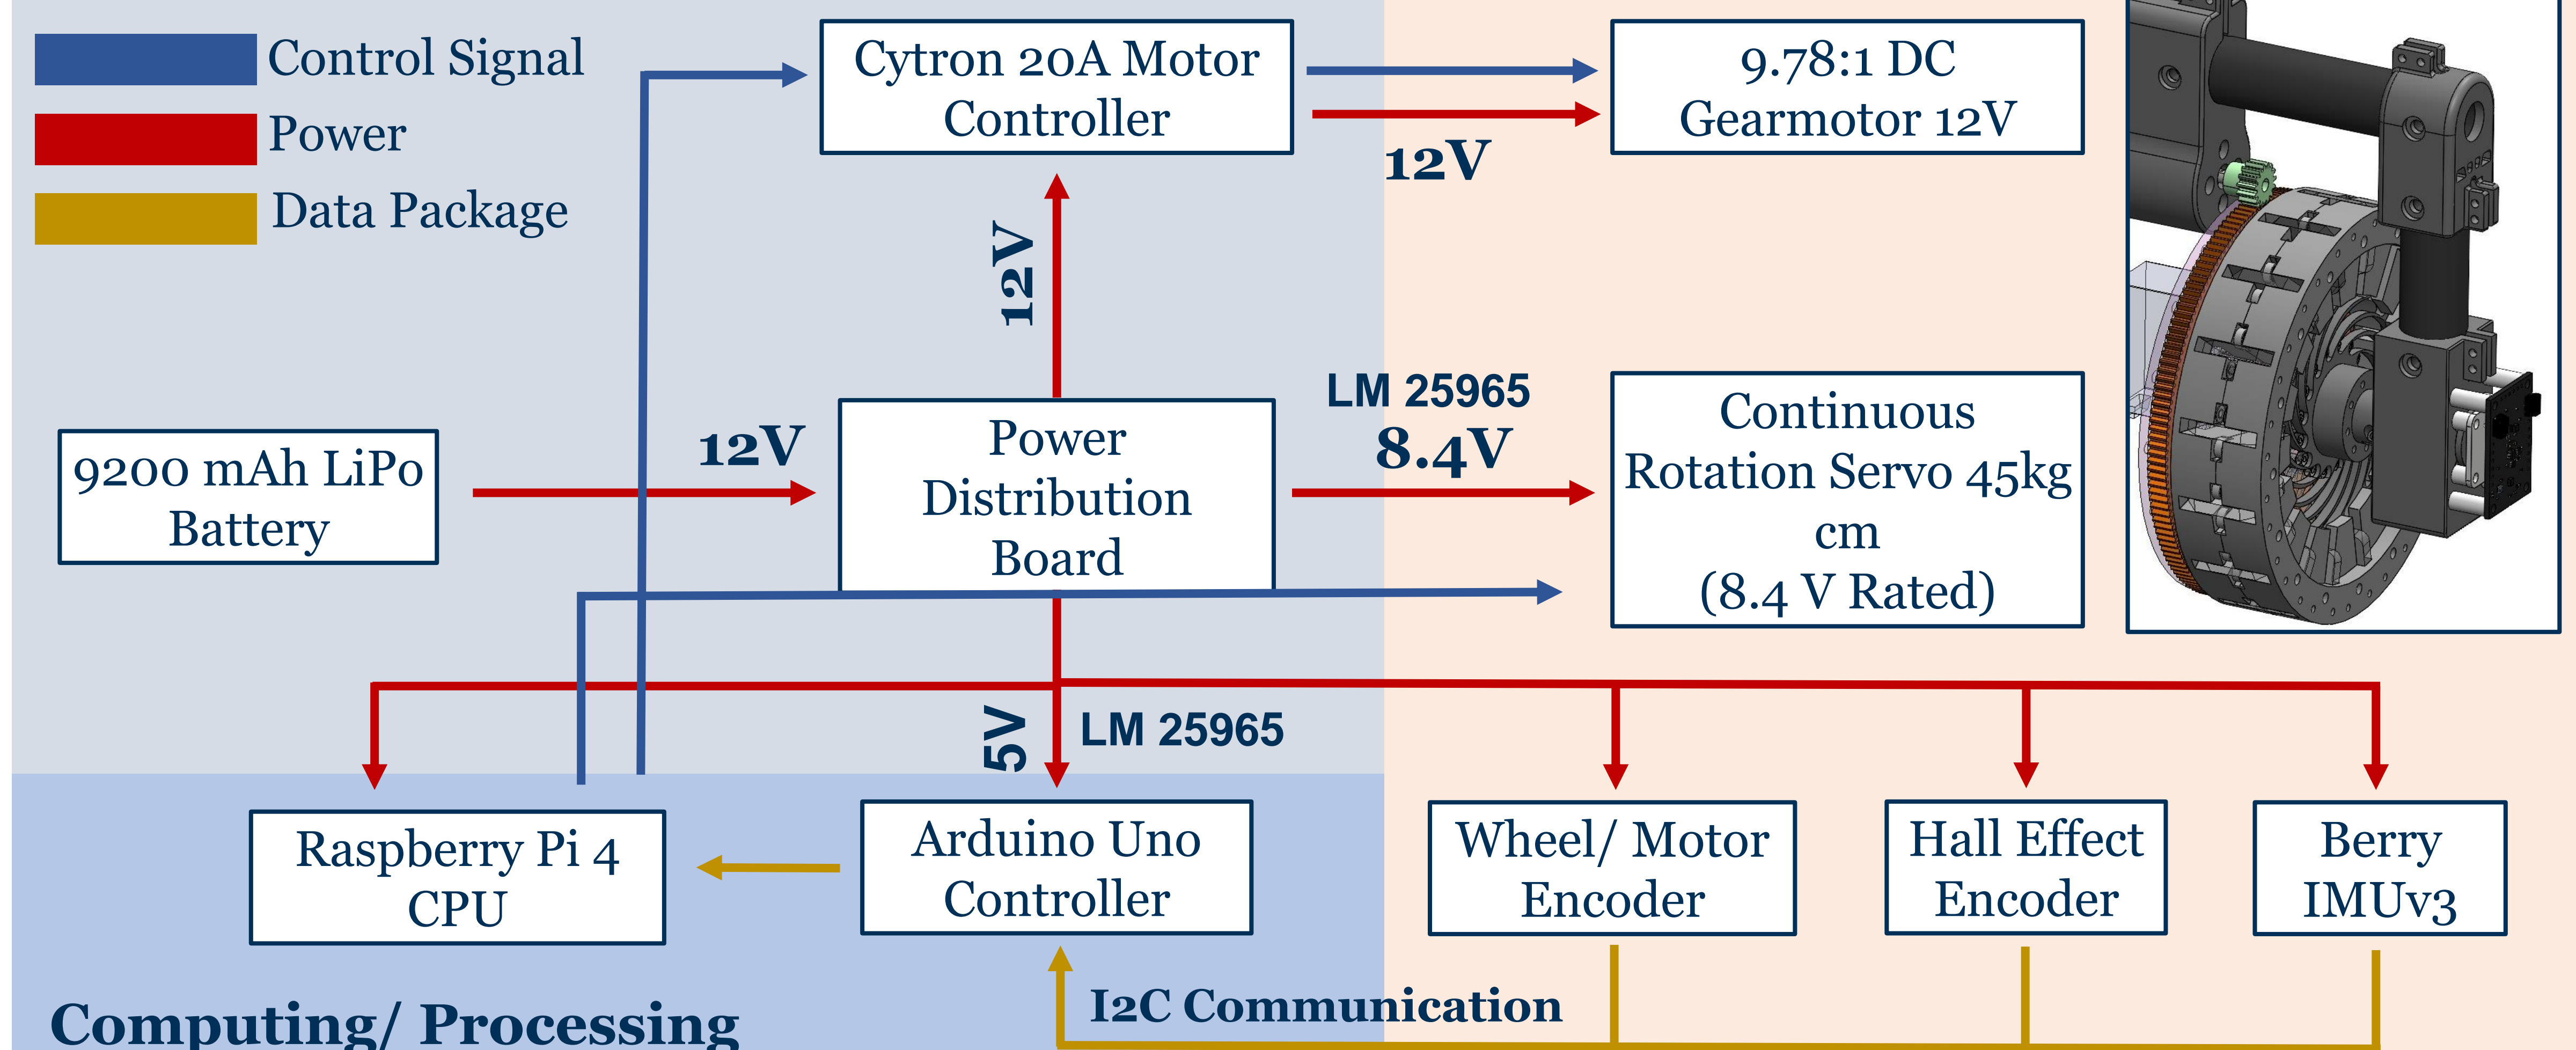 Control Signal
Power
Data Package
Cytron 20A Motor
Controller
9.78:1 DC
Gearmotor 12V
12V
12V
9200 mAh LiPo
Battery
12V
Power
Distribution
Board
LM 25965
8.4V
Continuous
Rotation Servo 45kg
cm
(8.4 V Rated)
5V
LM 25965
Raspberry Pi 4
CPU
Arduino Uno
Controller
Wheel/ Motor
Encoder
Hall Effect
Encoder
Berry
IMUv3
I2C Communication
Computing/ Processing